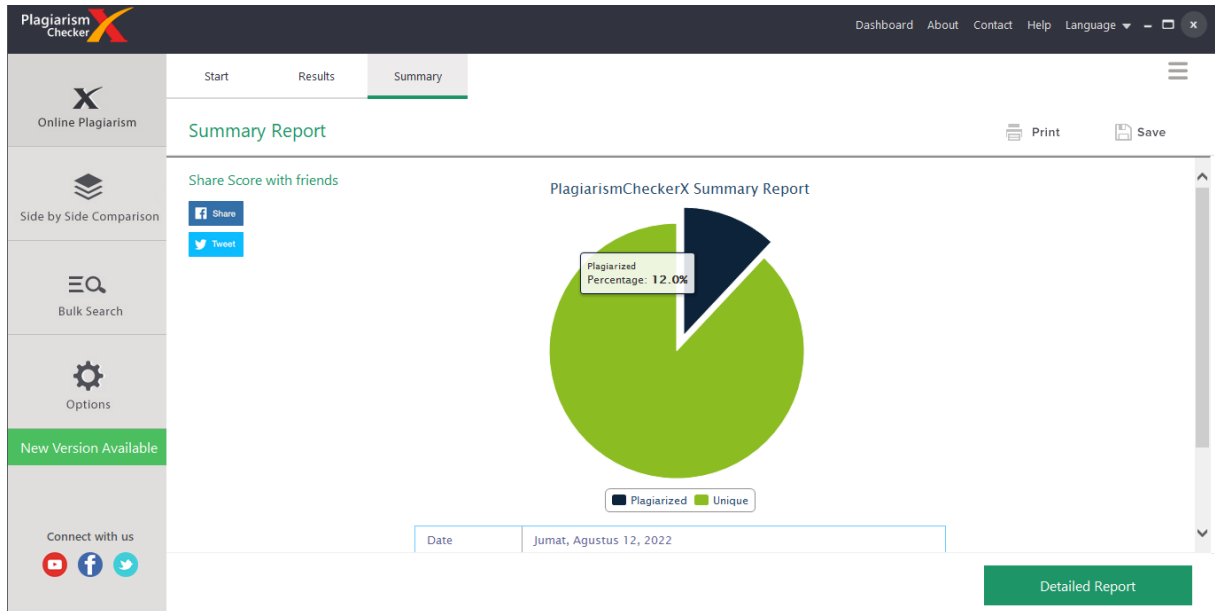 Plagiarism
Checker
Dashboard About Contact Help Language
Online Plagiarism
Side by Side Comparison
Bulk Search
Options
New Version Available
Connect with us
Start Results Summary
Summary Report
Print Save
Share Score with friends
Share
Tweet
PlagiarismCheckerX Summary Report
Plagiarized
Percentage: 12.0%
Plagiarized Unique
Date Jumat, Agustus 12, 2022
Detailed Report